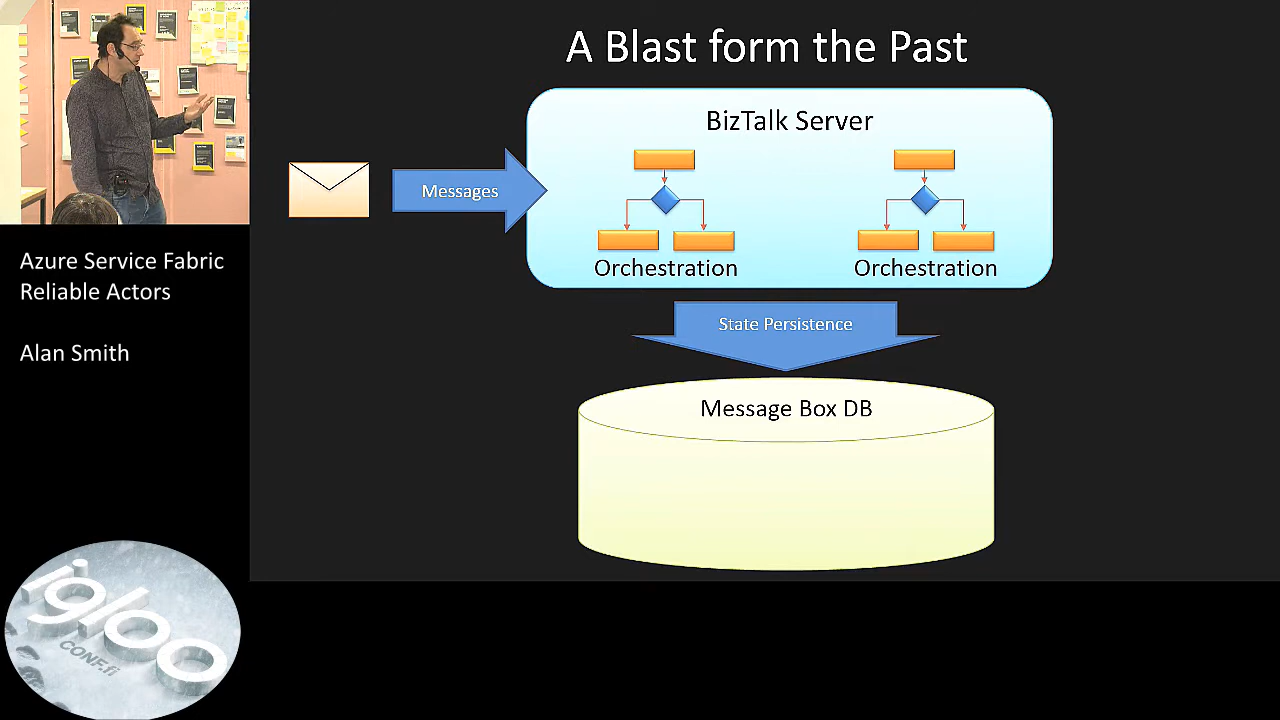 A Blast form the Past
BizTalk Server
Messages
Orchestration
Orchestration
State Persistence
Message Box DB
Azure Service Fabric
Reliable Actors
Alan Smith
igloo
CONF.fi